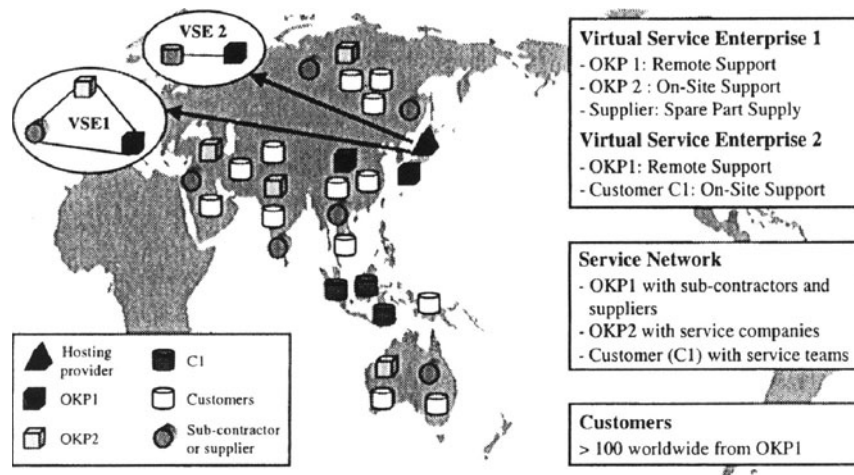 VSE 2
VSE1
Virtual Service Enterprise 1
- OKP 1: Remote Support
- OKP 2 : On-Site Support
- Supplier: Spare Part Supply
Virtual Service Enterprise 2
- OKP1: Remote Support
- Customer C1: On-Site Support
Service Network
- OKP1 with sub-contractors and
suppliers
- OKP2 with service companies
- Customer (C1) with service teams
Customers
> 100 worldwide from OKP1
Hosting
provider
OKP1
OKP2
C1
Customers
Sub-contractor
or supplier